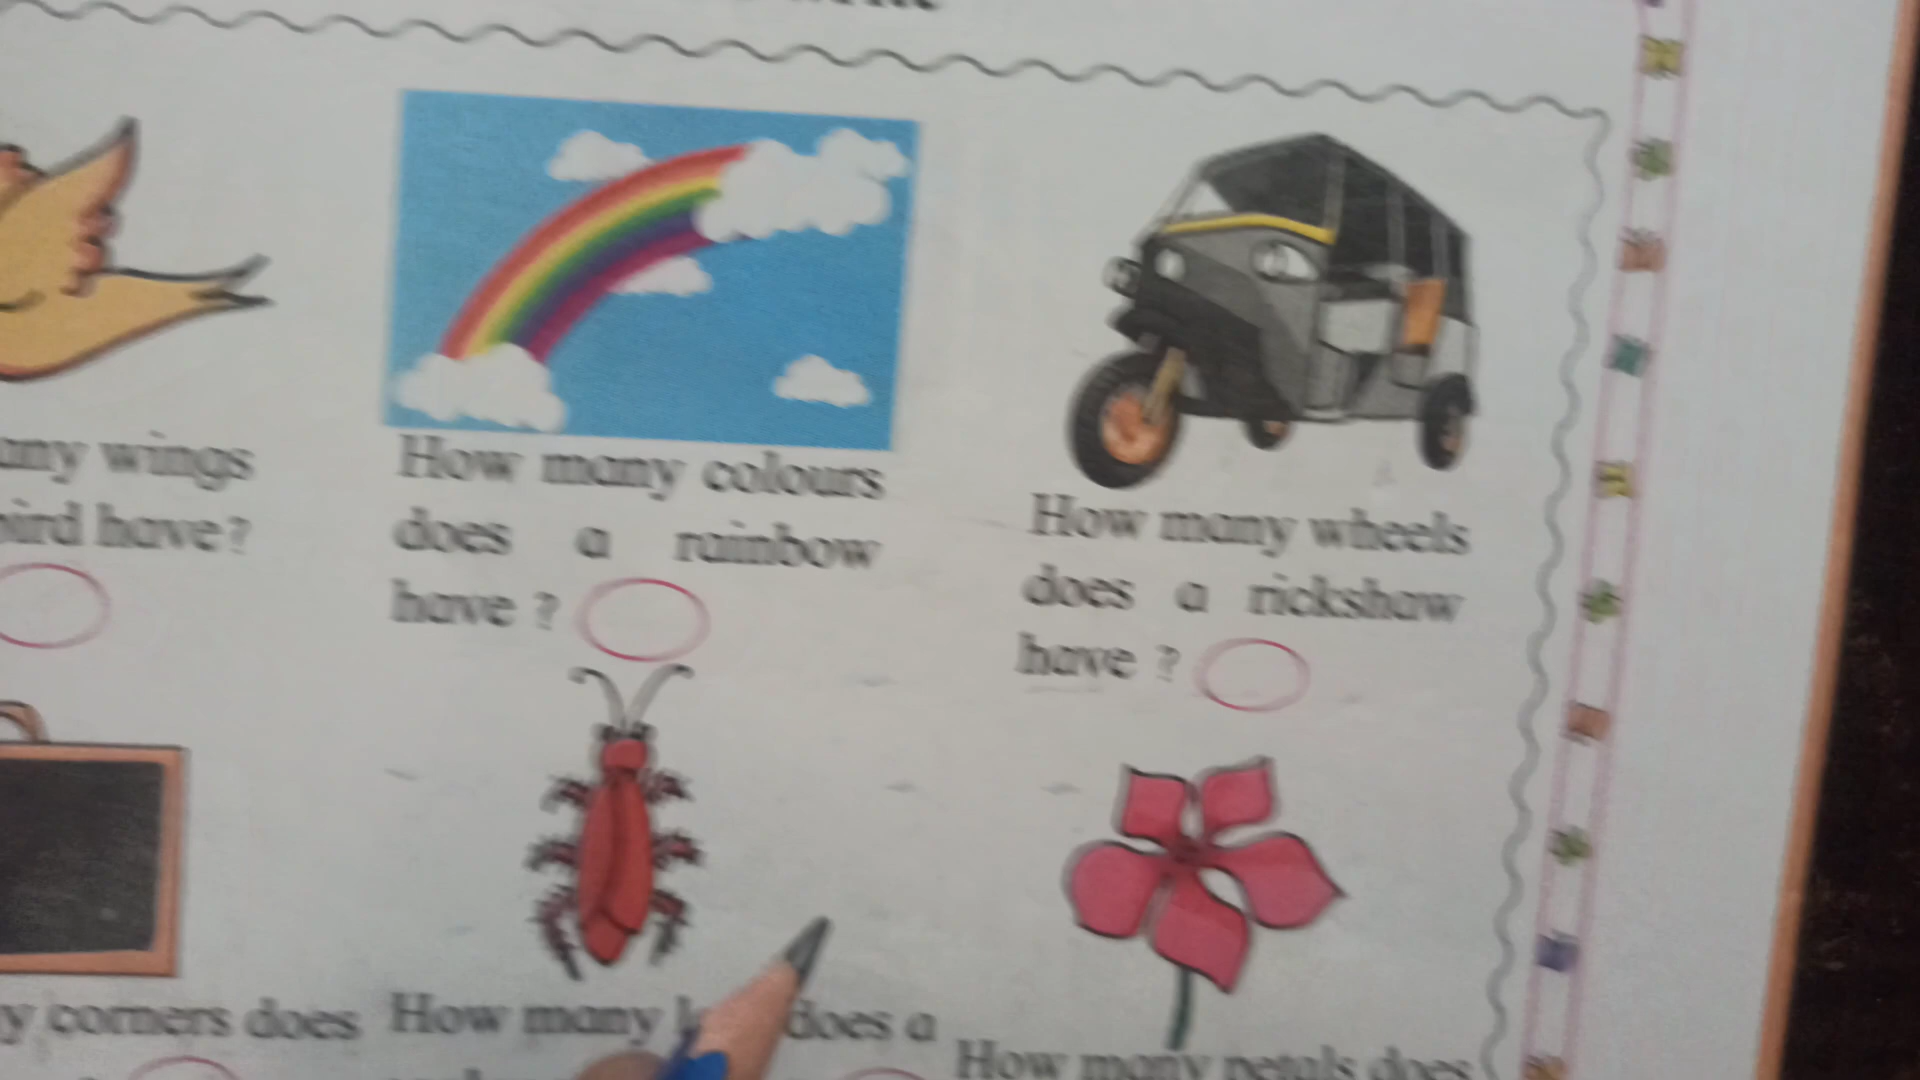 any wings
bird have?
How many colours
does a rainbow
have ?
How many wheels
does a rickshaw
have ?
y corners does
How many does a
How many petals does